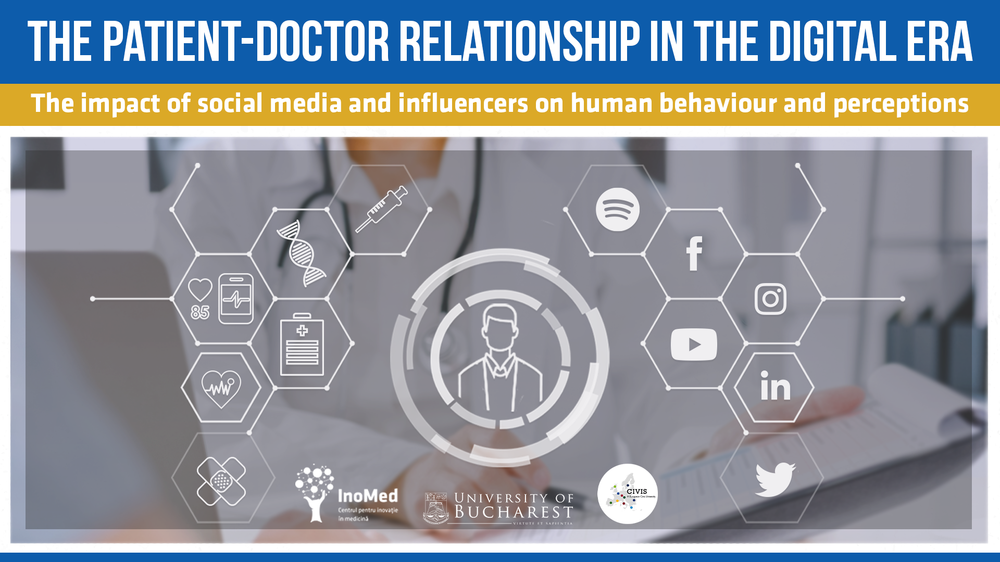 THE PATIENT-DOCTOR RELATIONSHIP IN THE DIGITAL ERA
The impact of social media and influencers on human behaviour and perceptions
85
f
in
InoMed
Centrul pentru inovație
în medicină
UNIVERSITY OF
BUCHAREST
VIRTUTE ET SAPIENTIA
CIVIS
A European Civic University